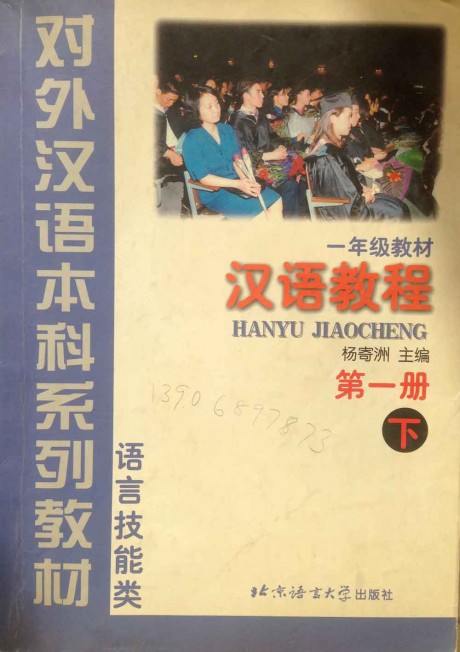 对外汉语本科系列教材
语言技能类
一年级教材
汉语教程
HANYU JIAOCHENG
杨寄洲 主编
第一册
下
13906897873
北京语言大学出版社